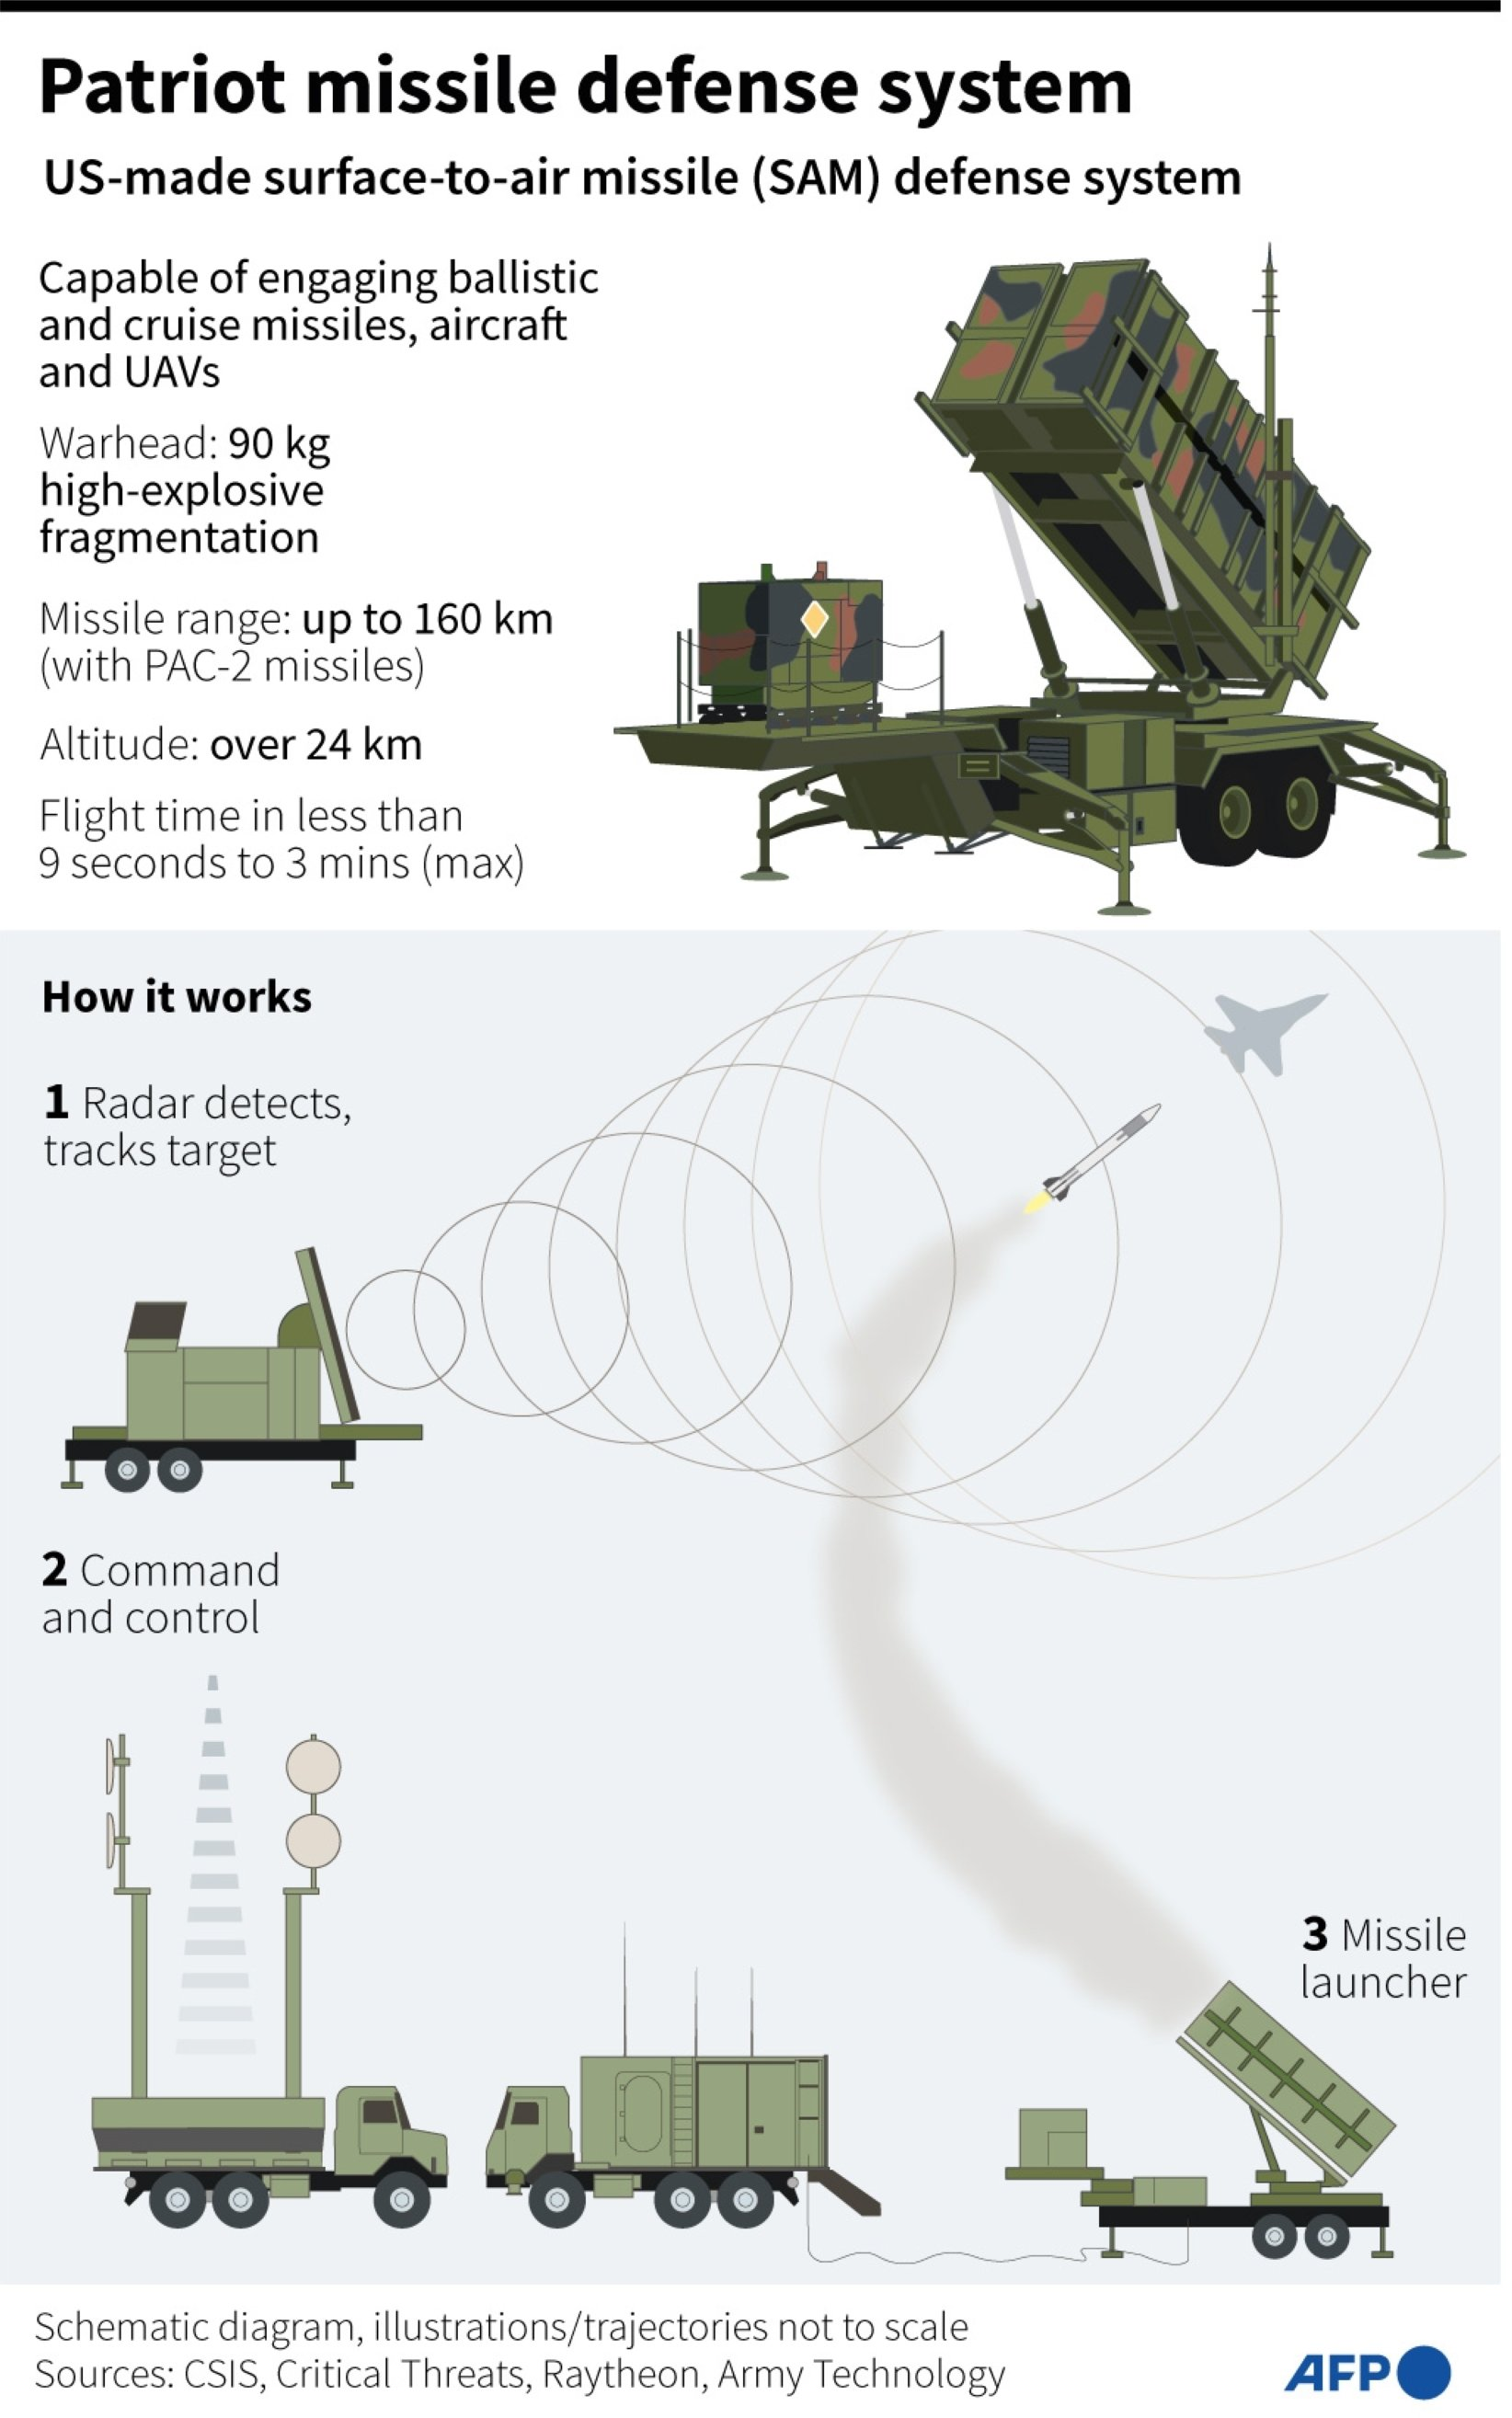 Patriot missile defense system
US-made surface-to-air missile (SAM) defense system
Capable of engaging ballistic
and cruise missiles, aircraft
and UAVs
Warhead: 90 kg
high-explosive
fragmentation
Missile range: up to 160 km
(with PAC-2 missiles)
Altitude: over 24 km
Flight time in less than
9 seconds to 3 mins (max)
How it works
1 Radar detects,
tracks target
2 Command
and control
3 Missile
launcher
Schematic diagram, illustrations/trajectories not to scale
Sources: CSIS, Critical Threats, Raytheon, Army Technology
AFP